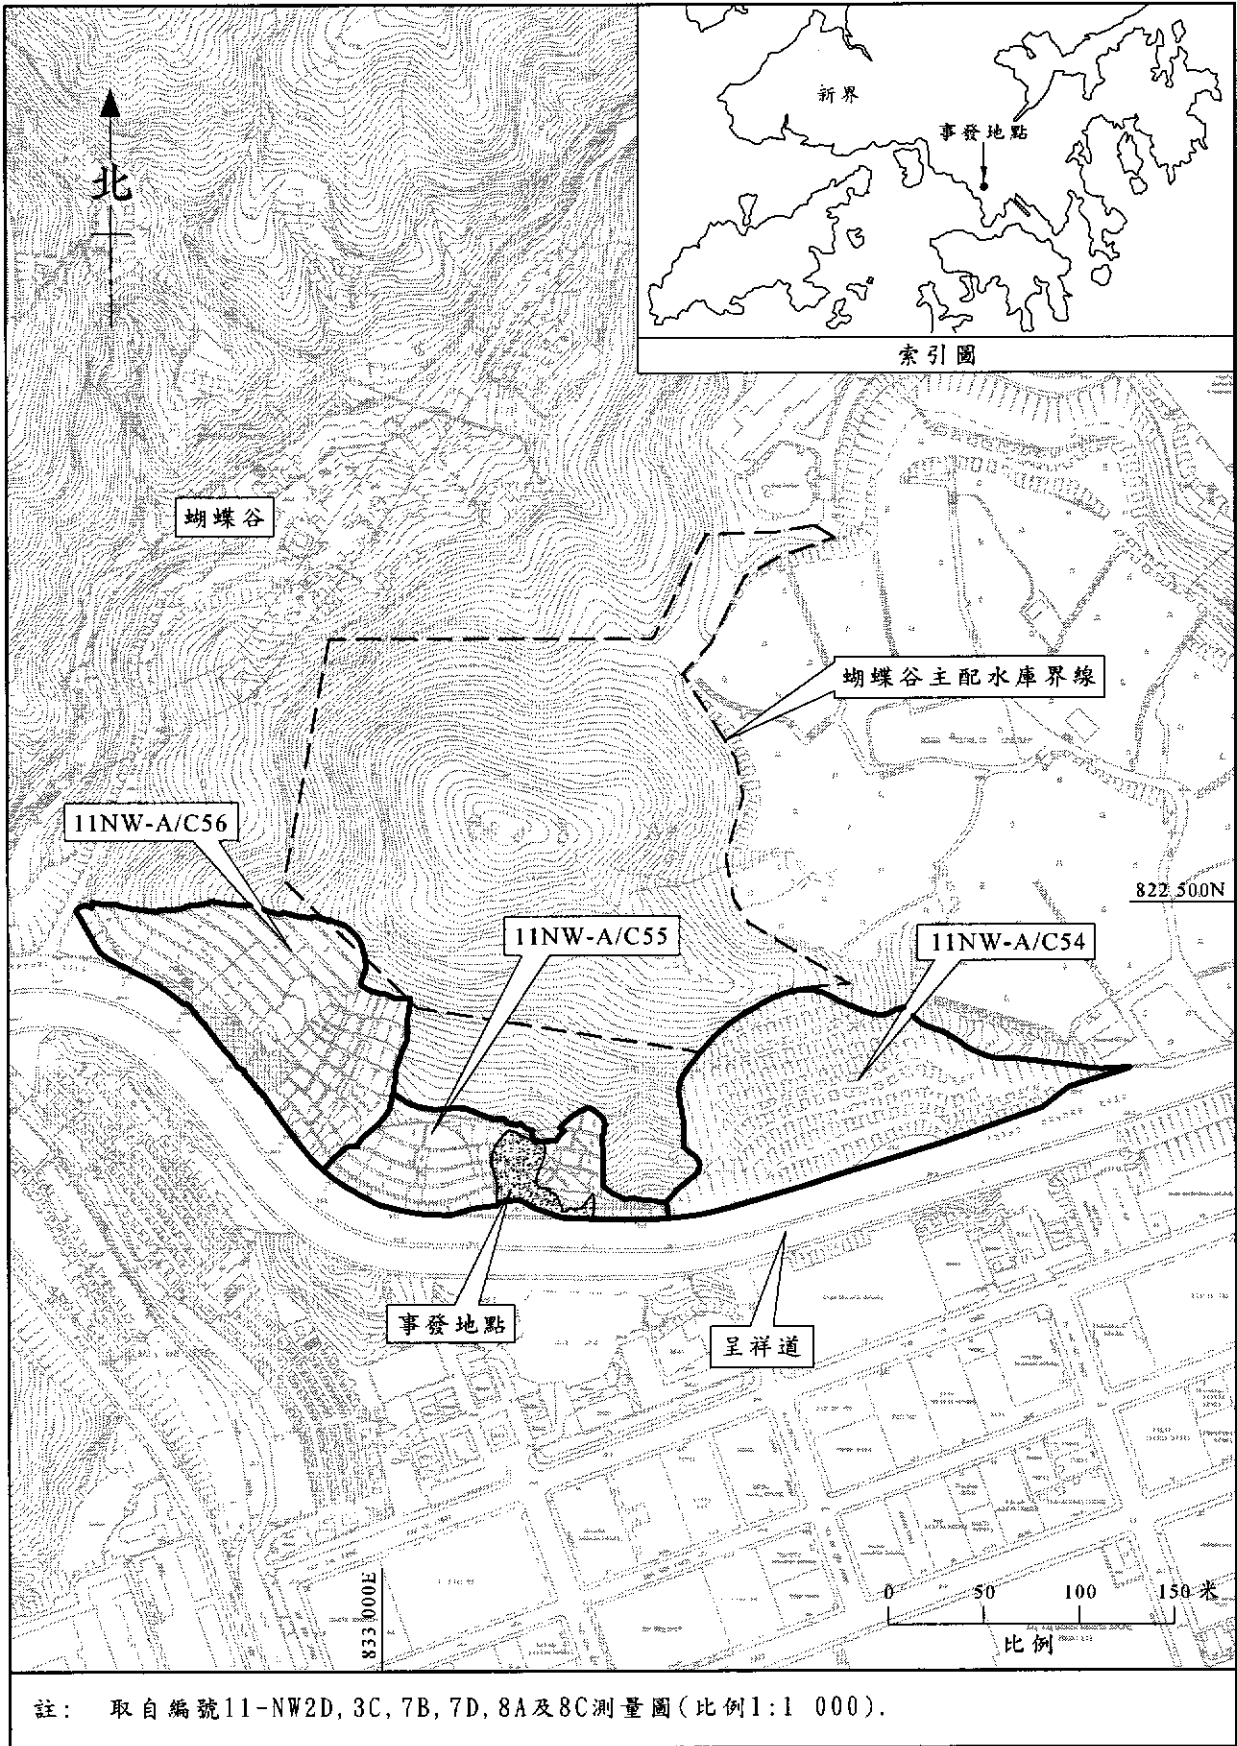 北
新界
事發地點
索引圖
蝴蝶谷
蝴蝶谷主配水庫界線
11NW-A/C56
822 500N
11NW-A/C55
11NW-A/C54
事發地點
呈祥道
833 000E
0 50 100 150 米
比例
註: 取自編號11-NW2D, 3C, 7B, 7D, 8A及8C測量圖(比例1:1 000).